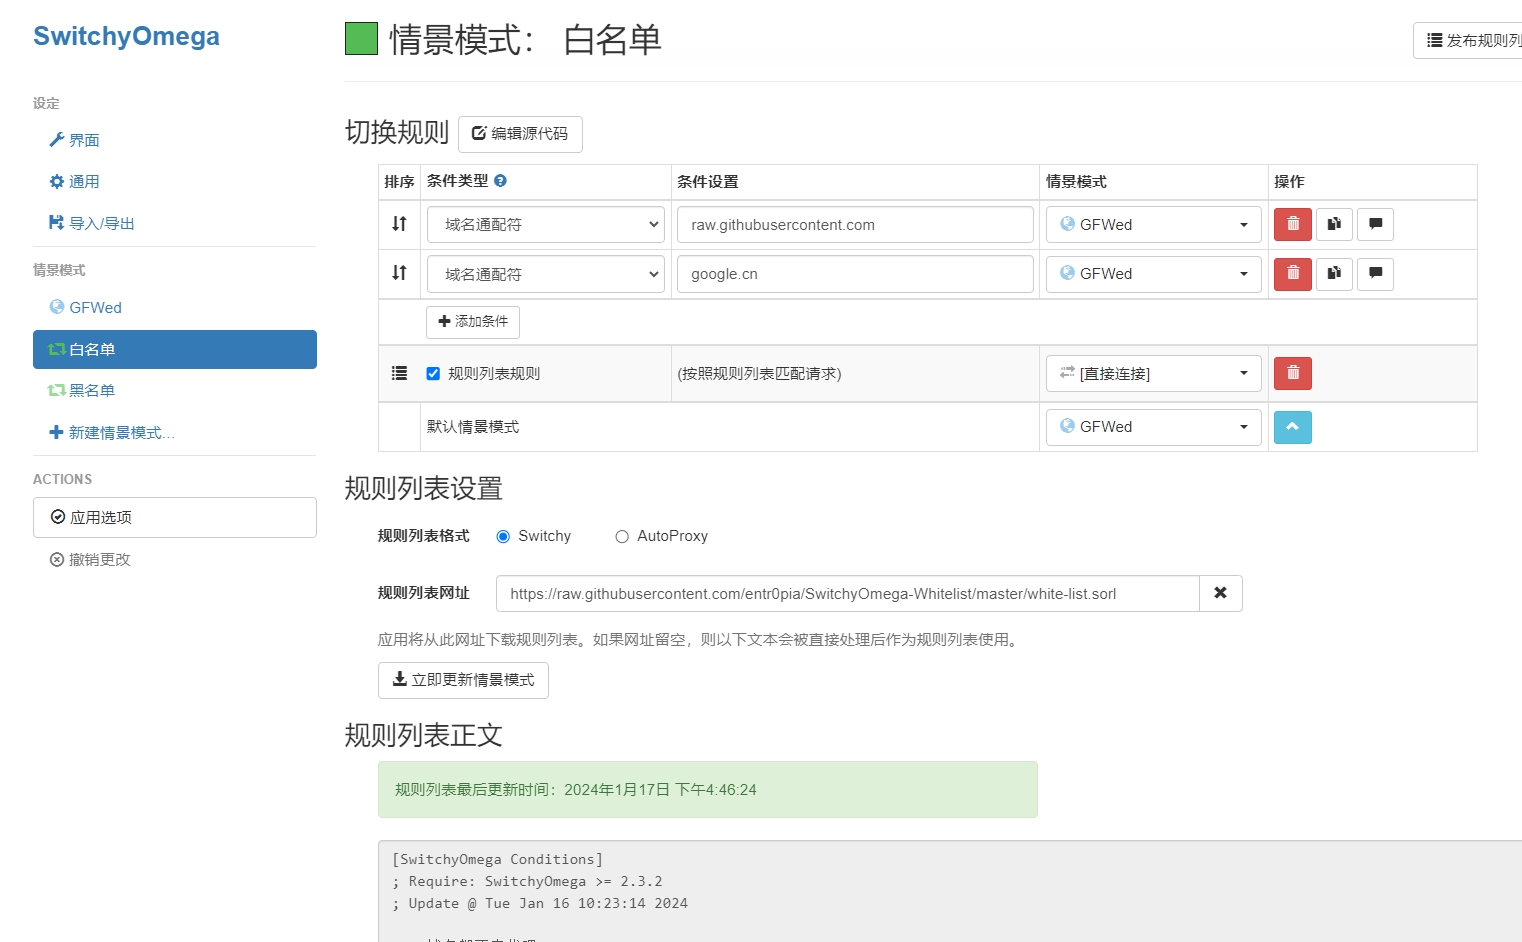 SwitchyOmega
设定
界面
通用
导入/导出
情景模式
GFWed
白名单
黑名单
新建情景模式…
ACTIONS
应用选项
撤销更改
情景模式： 白名单
发布规则列
切换规则 编辑源代码
排序 条件类型 条件设置 情景模式 操作
域名通配符 raw.githubusercontent.com GFWed
域名通配符 google.cn GFWed
添加条件
规则列表规则 (按照规则列表匹配请求) [直接连接]
默认情景模式 GFWed
规则列表设置
规则列表格式 Switchy AutoProxy
规则列表网址 https://raw.githubusercontent.com/entr0pia/SwitchyOmega-Whitelist/master/white-list.sorl
应用将从此网址下载规则列表。如果网址留空，则以下文本会被直接处理后作为规则列表使用。
立即更新情景模式
规则列表正文
规则列表最后更新时间：2024年1月17日 下午4:46:24
[SwitchyOmega Conditions]
; Require: SwitchyOmega >= 2.3.2
; Update @ Tue Jan 16 10:23:14 2024